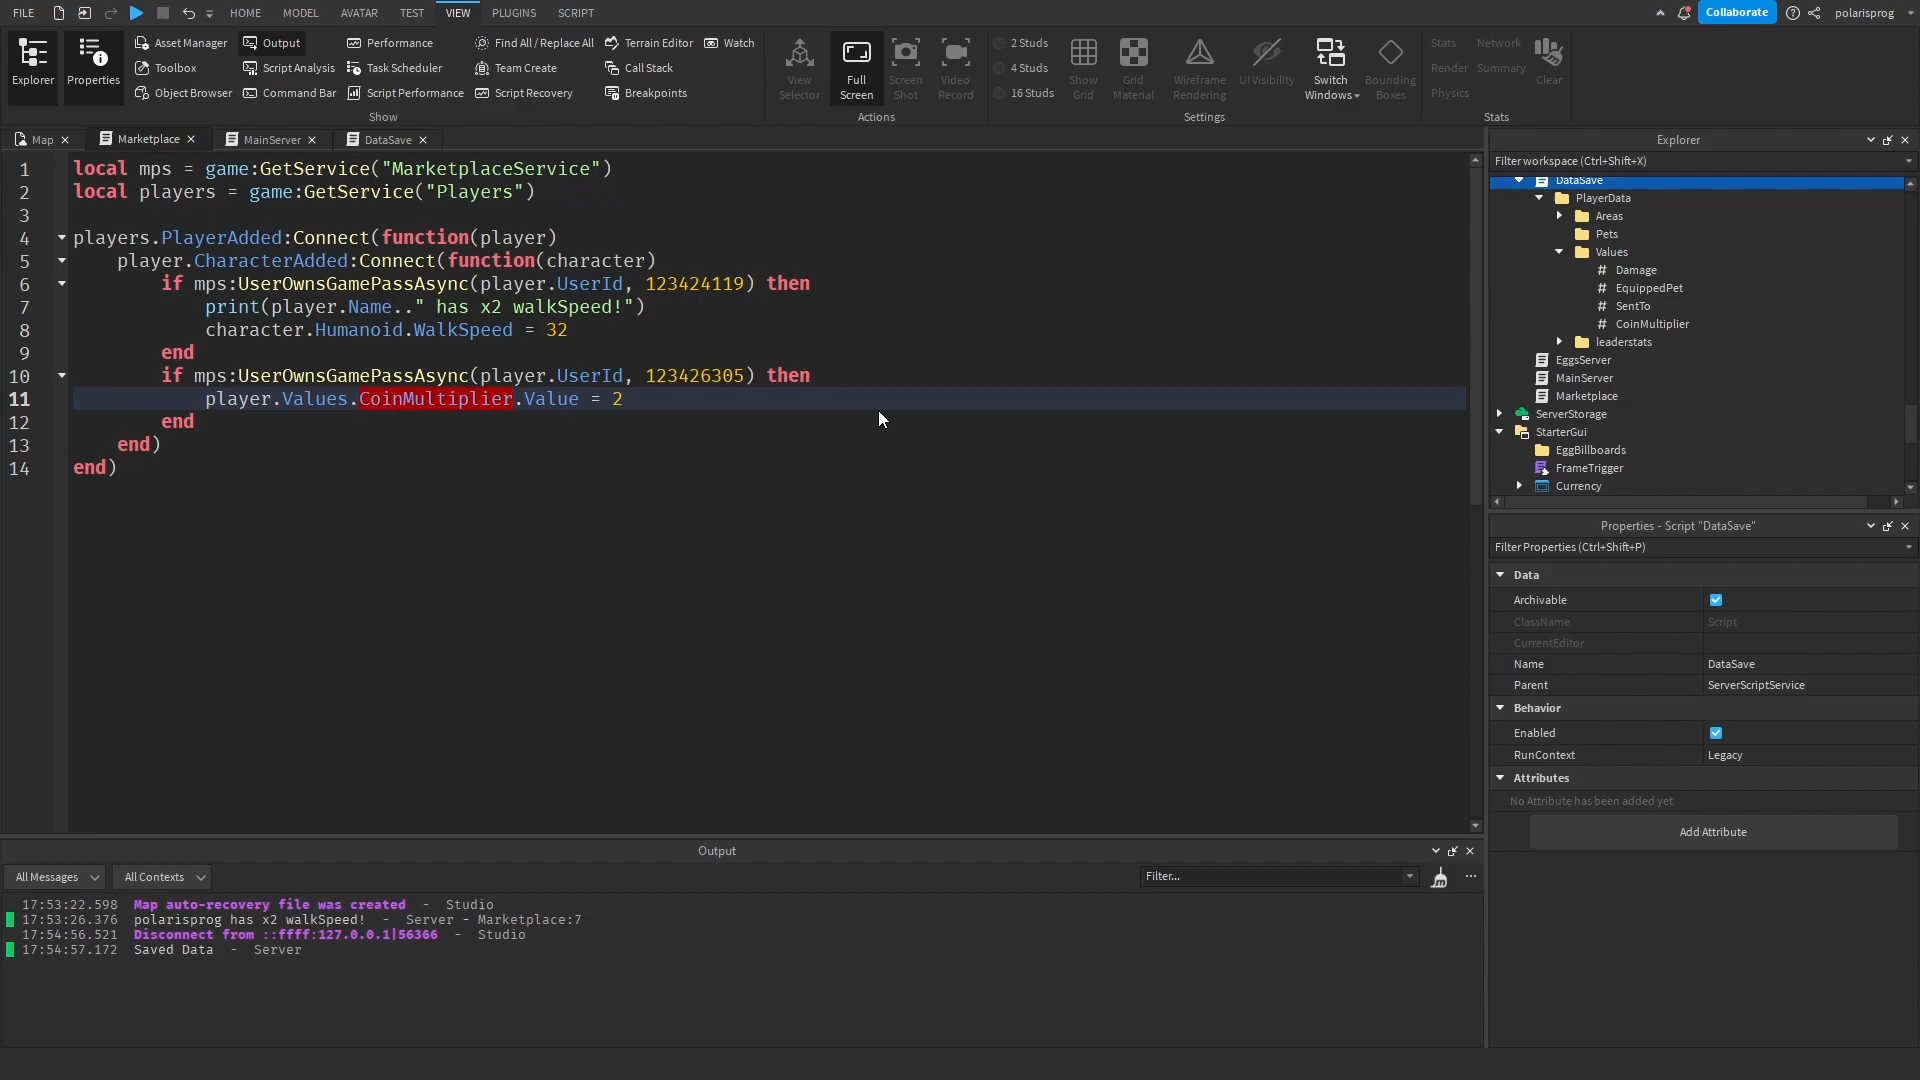 FILE HOME MODEL AVATAR TEST VIEW PLUGINS SCRIPT Collaborate polarisprog
Explorer
Properties
Asset Manager
Toolbox
Object Browser
Output
Script Analysis
Command Bar
Performance
Task Scheduler
Script Performance
Find All / Replace All
Team Create
Script Recovery
Terrain Editor
Call Stack
Breakpoints
Watch
Show
View
Selector
Full
Screen
Screen
Shot
Video
Record
Actions
2 Studs
4 Studs
16 Studs
Show
Grid
Grid
Material
Wireframe
Rendering
UI Visibility
Switch
Windows
Bounding
Boxes
Settings
Stats
Render
Physics
Network
Summary
Clear
Stats
Map
Marketplace
MainServer
DataSave
1 local mps = game:GetService("MarketplaceService")
2 local players = game:GetService("Players")
3
4 players.PlayerAdded:Connect(function(player)
5 player.CharacterAdded:Connect(function(character)
6 if mps:UserOwnsGamePassAsync(player.UserId, 123424119) then
7 print(player.Name.." has x2 walkSpeed!")
8 character.Humanoid.WalkSpeed = 32
9 end
10 if mps:UserOwnsGamePassAsync(player.UserId, 123426305) then
11 player.Values.CoinMultiplier.Value = 2
12 end
13 end)
14 end)
Explorer
Filter workspace (Ctrl+Shift+X)
DataSave
PlayerData
Areas
Pets
Values
# Damage
# EquippedPet
# SentTo
# CoinMultiplier
leaderstats
EggsServer
MainServer
Marketplace
ServerStorage
StarterGui
EggBillboards
FrameTrigger
Currency
Properties - Script "DataSave"
Filter Properties (Ctrl+Shift+P)
Data
Archivable
ClassName Script
CurrentEditor
Name DataSave
Parent ServerScriptService
Behavior
Enabled
RunContext Legacy
Attributes
No Attribute has been added yet
Add Attribute
Output
All Messages All Contexts Filter...
17:53:22.598 Map auto-recovery file was created - Studio
17:53:26.376 polarisprog has x2 walkSpeed! - Server - Marketplace:7
17:54:56.521 Disconnect from ::ffff:127.0.0.1|56366 - Studio
17:54:57.172 Saved Data - Server